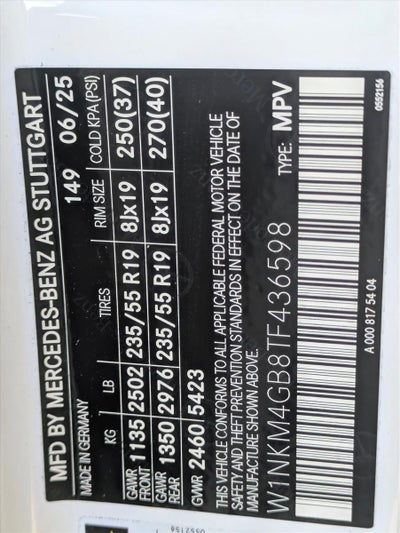 MFD BY MERCEDES-BENZ AG STUTTGART
MADE IN GERMANY 149 06/25
KG LB TIRES RIM SIZE COLD KPA (PSI)
GAWR FRONT 1135 2502 235/55 R19 8Jx19 250(37)
GAWR REAR 1350 2976 235/55 R19 8Jx19 270(40)
GVWR 2460 5423
THIS VEHICLE CONFORMS TO ALL APPLICABLE FEDERAL MOTOR VEHICLE
SAFETY AND THEFT PREVENTION STANDARDS IN EFFECT ON THE DATE OF
MANUFACTURE SHOWN ABOVE.
W1NKM4GB8TF436598 TYPE: MPV
A 000 817 54 04
0552156
0552156